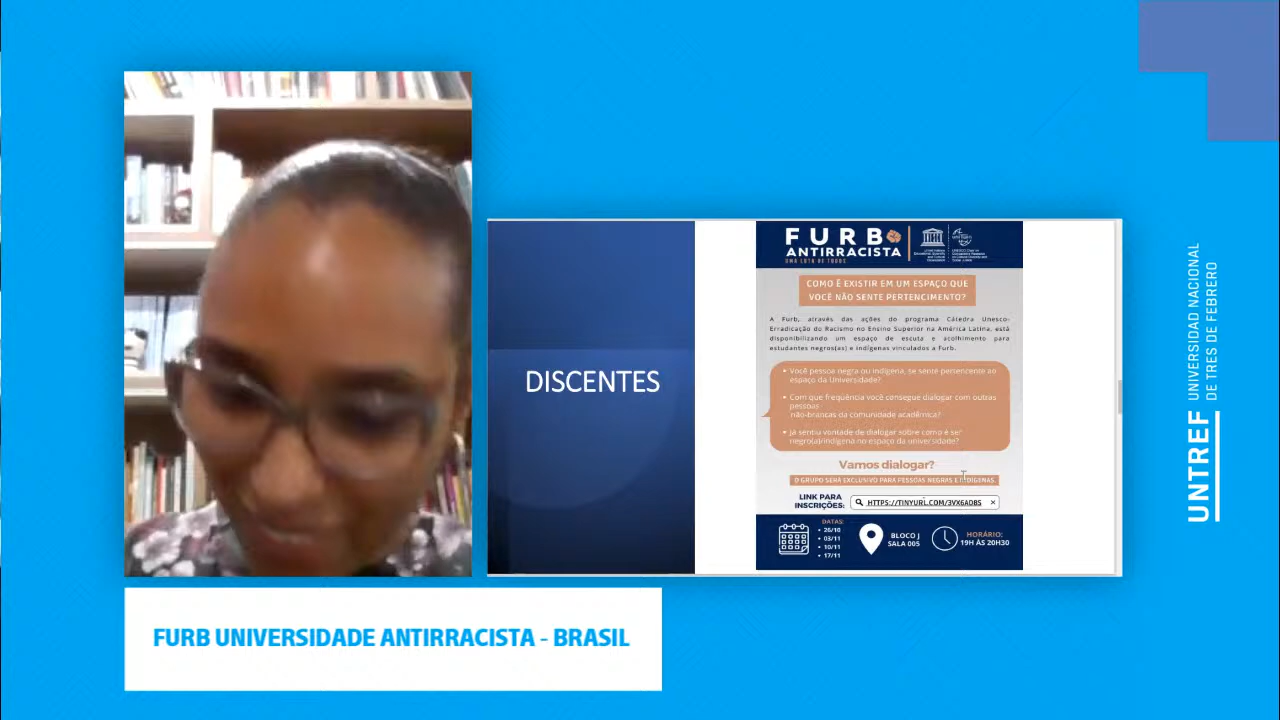 FURB
ANTIRRACISTA
UMA LUTA DE TODOS
COMO É EXISTIR EM UM ESPAÇO QUE
VOCÊ NÃO SENTE PERTENCIMENTO?
A Furb, através das ações do programa Cátedra Unesco-
Erradicação do Racismo no Ensino Superior na América Latina, está
disponibilizando um espaço de escuta e acolhimento para
estudantes negros(as) e indígenas vinculados a Furb.
• Você pessoa negra ou indígena, se sente pertencente ao
espaço da Universidade?
• Com que frequência você consegue dialogar com outras
pessoas
não-brancas da comunidade acadêmica?
• Já sentiu vontade de dialogar sobre como é ser
negro(a)/indígena no espaço da universidade?
Vamos dialogar?
O GRUPO SERÁ EXCLUSIVO PARA PESSOAS NEGRAS E INDÍGENAS.
LINK PARA
INSCRIÇÕES:
HTTPS://TINYURL.COM/3VX6ADBS
DATAS:
• 26/10
• 03/11
• 10/11
• 17/11
BLOCO J
SALA 005
HORÁRIO:
19H ÀS 20H30
DISCENTES
FURB UNIVERSIDADE ANTIRRACISTA - BRASIL
UNTREF
UNIVERSIDAD NACIONAL
DE TRES DE FEBRERO